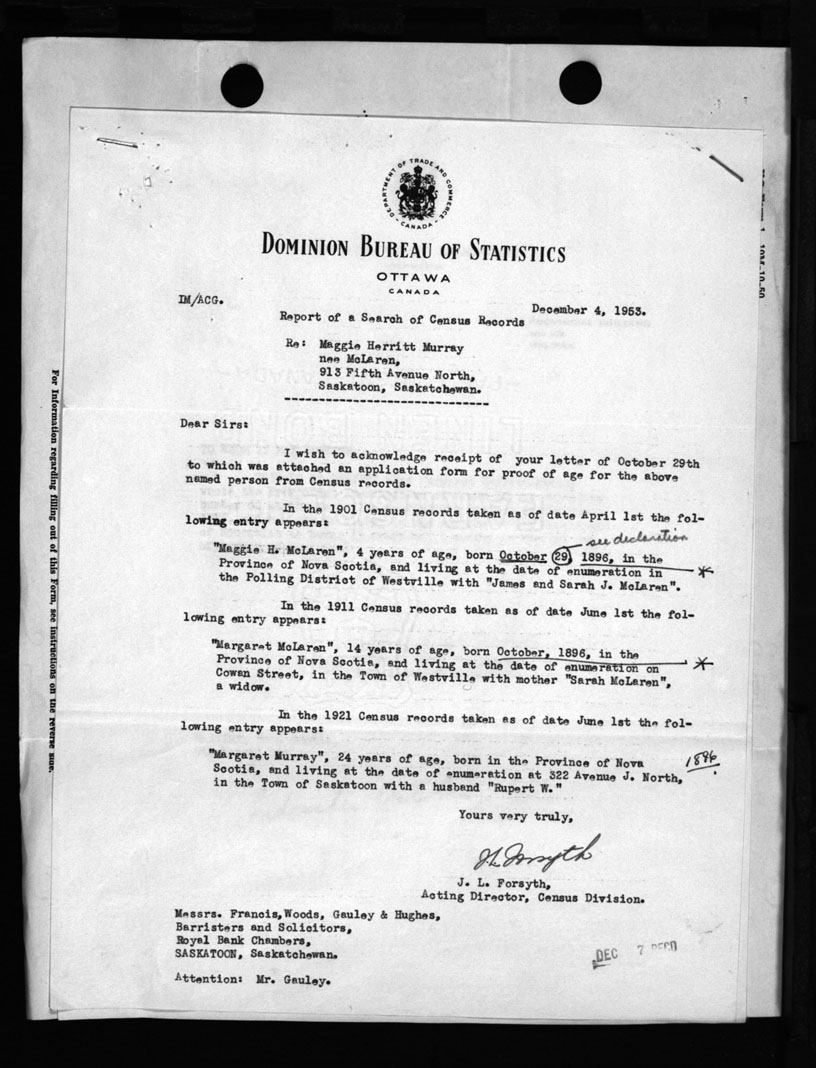 DEPARTMENT OF TRADE AND COMMERCE
- CANADA -
DOMINION BUREAU OF STATISTICS
OTTAWA
CANADA
IM/ACG.
December 4, 1953.
Report of a Search of Census Records
Re: Maggie Herritt Murray
nee McLaren,
913 Fifth Avenue North,
Saskatoon, Saskatchewan.
-------------------------------
Dear Sirs:
I wish to acknowledge receipt of your letter of October 29th
to which was attached an application form for proof of age for the above
named person from Census records.
In the 1901 Census records taken as of date April 1st the fol-
lowing entry appears:
see declaration
"Maggie H. McLaren", 4 years of age, born October 29, 1896, in the
Province of Nova Scotia, and living at the date of enumeration in
the Polling District of Westville with "James and Sarah J. McLaren".
In the 1911 Census records taken as of date June 1st the fol-
lowing entry appears:
"Margaret McLaren", 14 years of age, born October, 1896, in the
Province of Nova Scotia, and living at the date of enumeration on
Cowan Street, in the Town of Westville with mother "Sarah McLaren",
a widow.
In the 1921 Census records taken as of date June 1st the fol-
lowing entry appears:
"Margaret Murray", 24 years of age, born in the Province of Nova
Scotia, and living at the date of enumeration at 322 Avenue J. North,
in the Town of Saskatoon with a husband "Rupert W."
1896
Yours very truly,
J L Forsyth
J. L. Forsyth,
Acting Director, Census Division.
Messrs. Francis, Woods, Gauley & Hughes,
Barristers and Solicitors,
Royal Bank Chambers,
SASKATOON, Saskatchewan.
Attention: Mr. Gauley.
DEC 7 RECD
For Information regarding filling out of this Form, see instructions on the reverse side.